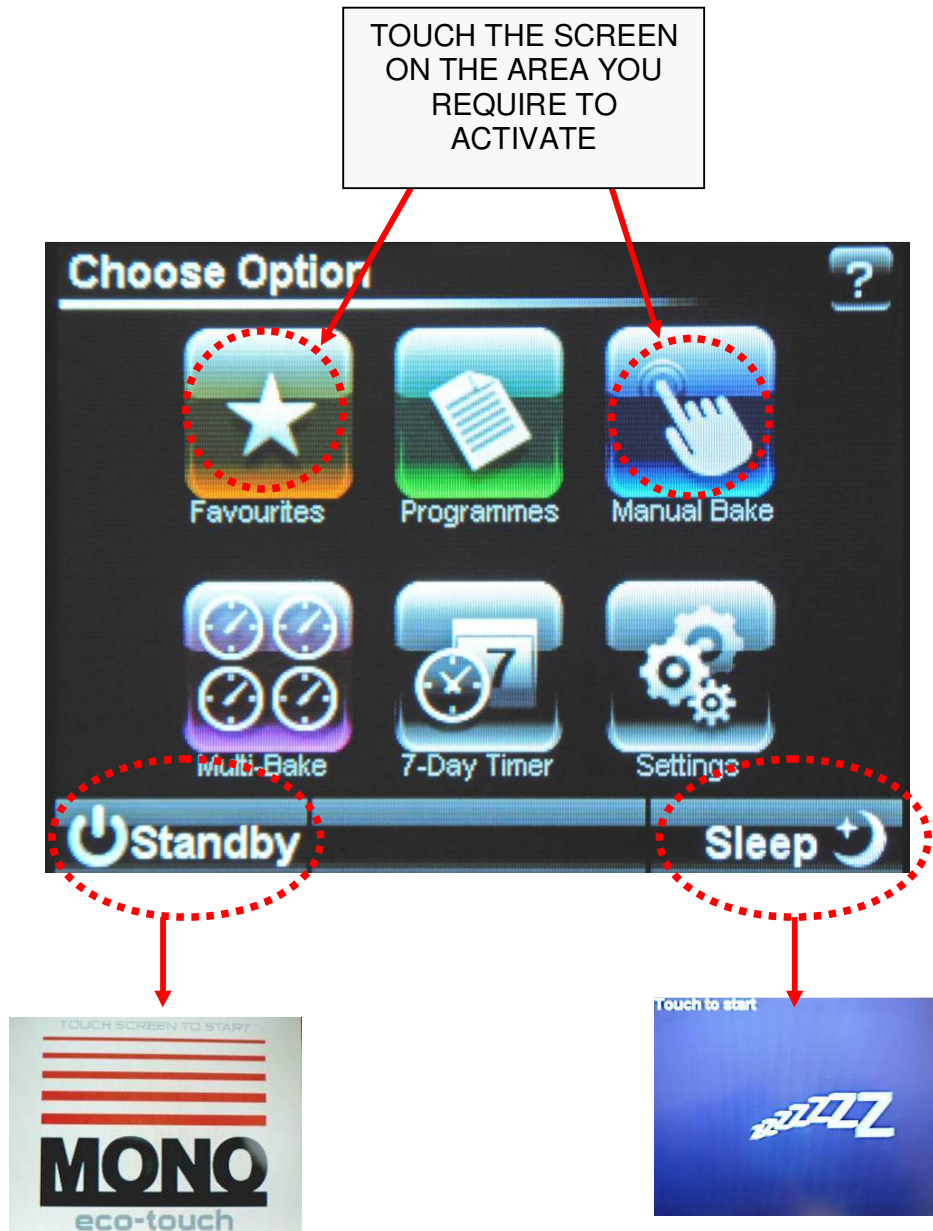 TOUCH THE SCREEN
ON THE AREA YOU
REQUIRE TO
ACTIVATE
Choose Option
?
Favourites
Programmes
Manual Bake
7
Multi-Bake
7-Day Timer
Settings
Standby
Sleep
TOUCH SCREEN TO START
MONO
eco-touch
Touch to start
zzzZZZ